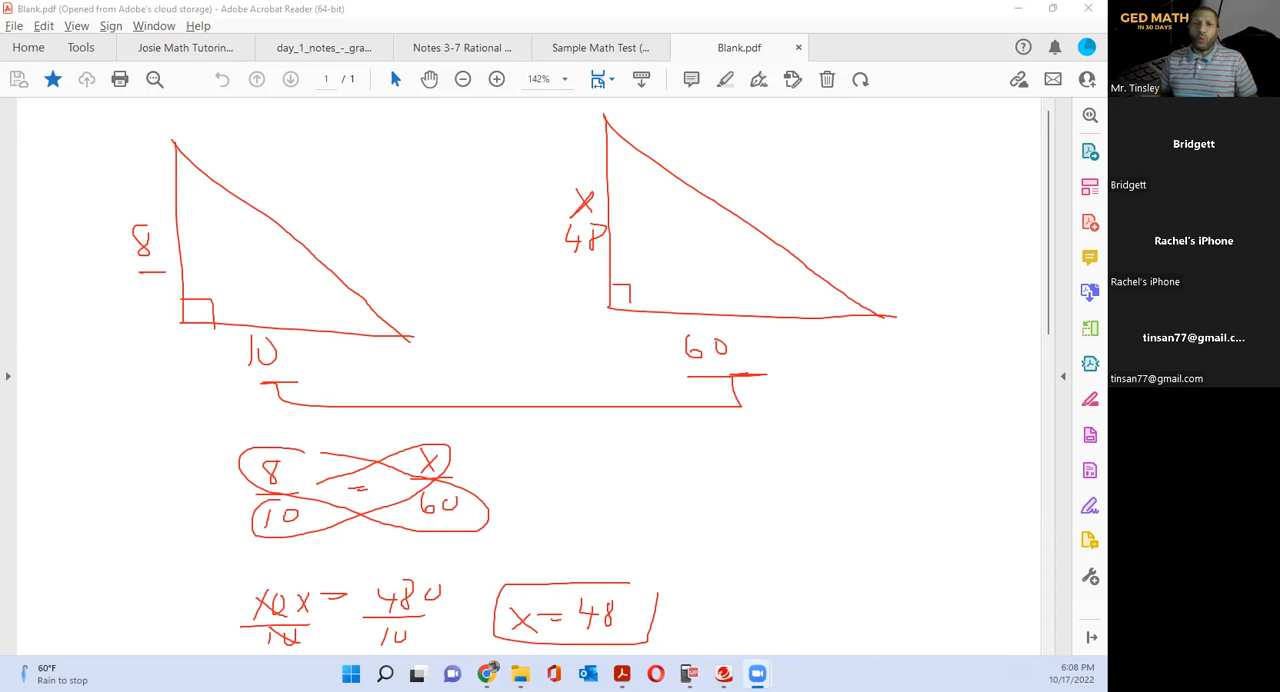 Blank.pdf (Opened from Adobe's cloud storage) - Adobe Acrobat Reader (64-bit)
File Edit View Sign Window Help
Home Tools Josie Math Tutorin... day_1_notes_-_gra... Notes 3-7 Rational ... Sample Math Test (... Blank.pdf ×
1 / 1 142%
GED MATH
IN 30 DAYS
Mr. Tinsley
Bridgett
Bridgett
Rachel's iPhone
Rachel's iPhone
tinsan77@gmail.c...
tinsan77@gmail.com
8
10
x
48
60
8 = x
10 60
10x = 480
10 10
x = 48
60°F
Rain to stop
6:08 PM
10/17/2022